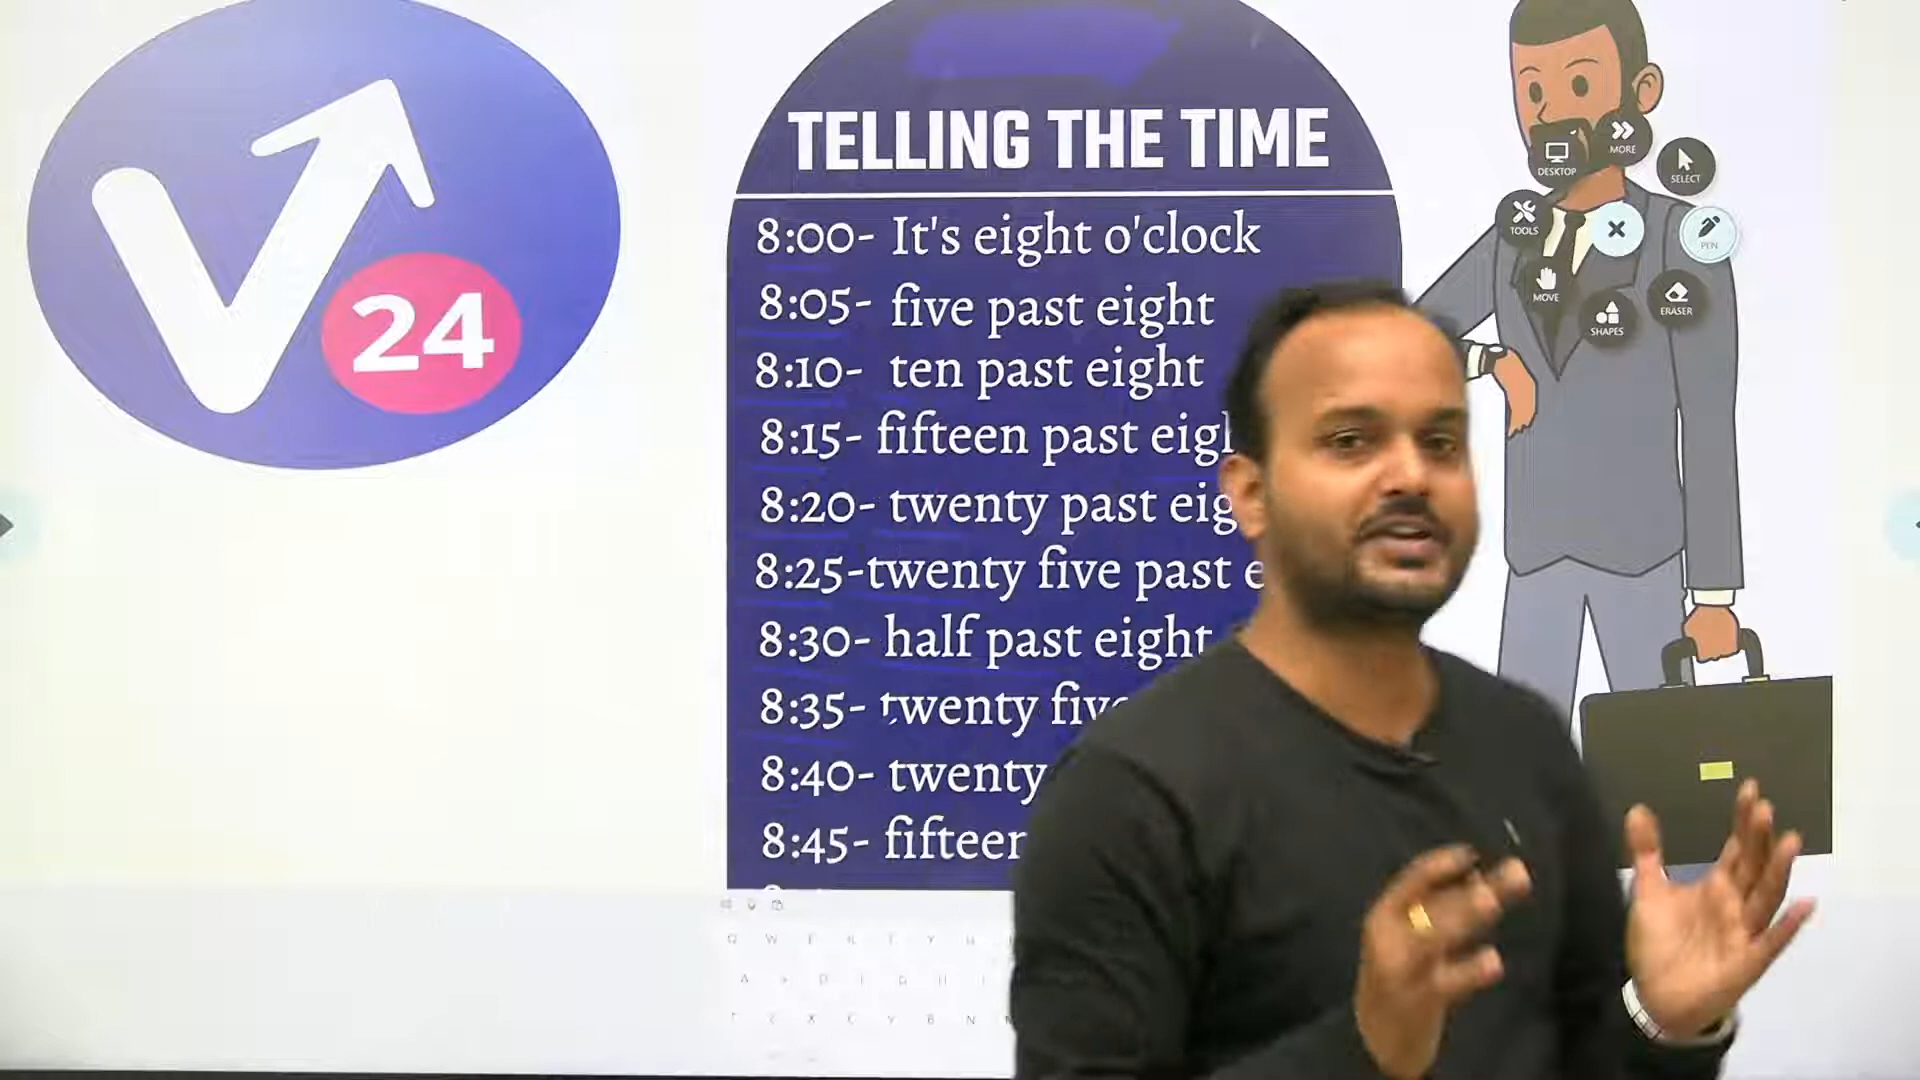 24
TELLING THE TIME
8:00- It's eight o'clock
8:05- five past eight
8:10- ten past eight
8:15- fifteen past
8:20- twenty past
8:25-twenty five past
8:30- half past eight
8:35- twenty
8:40- twenty
8:45-
DESKTOP
MORE
SELECT
TOOLS
PEN
MOVE
SHAPES
ERASER